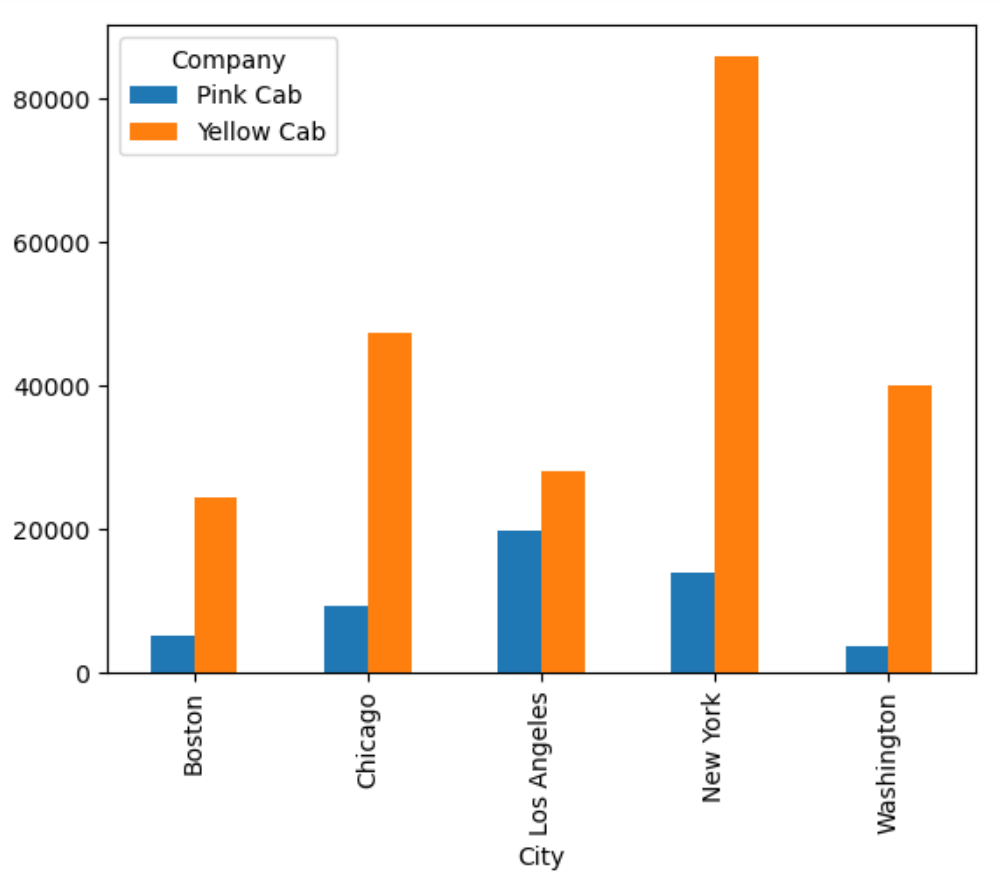 Company
Pink Cab
Yellow Cab
80000
60000
40000
20000
0
Boston
Chicago
Los Angeles
New York
Washington
City